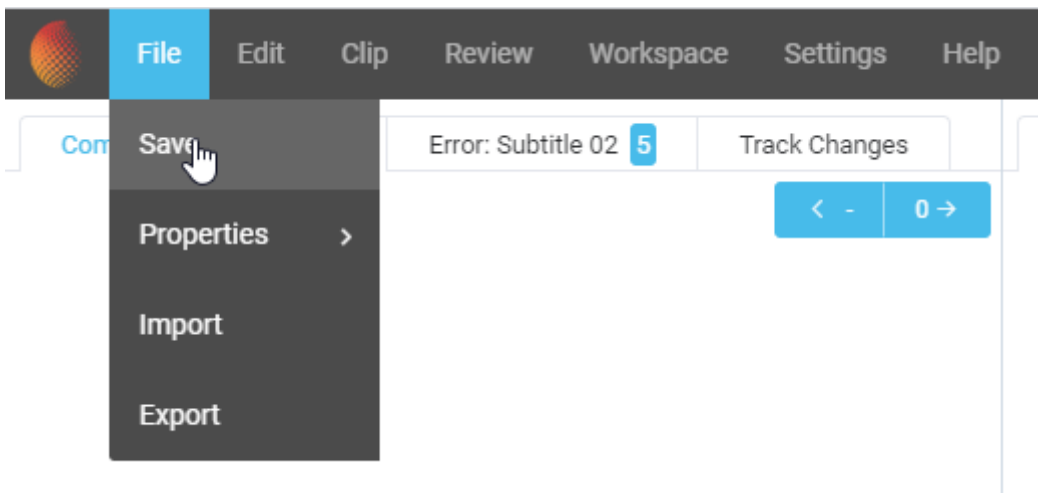 File Edit Clip Review Workspace Settings Help
Save
Error: Subtitle 02 5 Track Changes
< - 0 →
Properties >
Import
Export